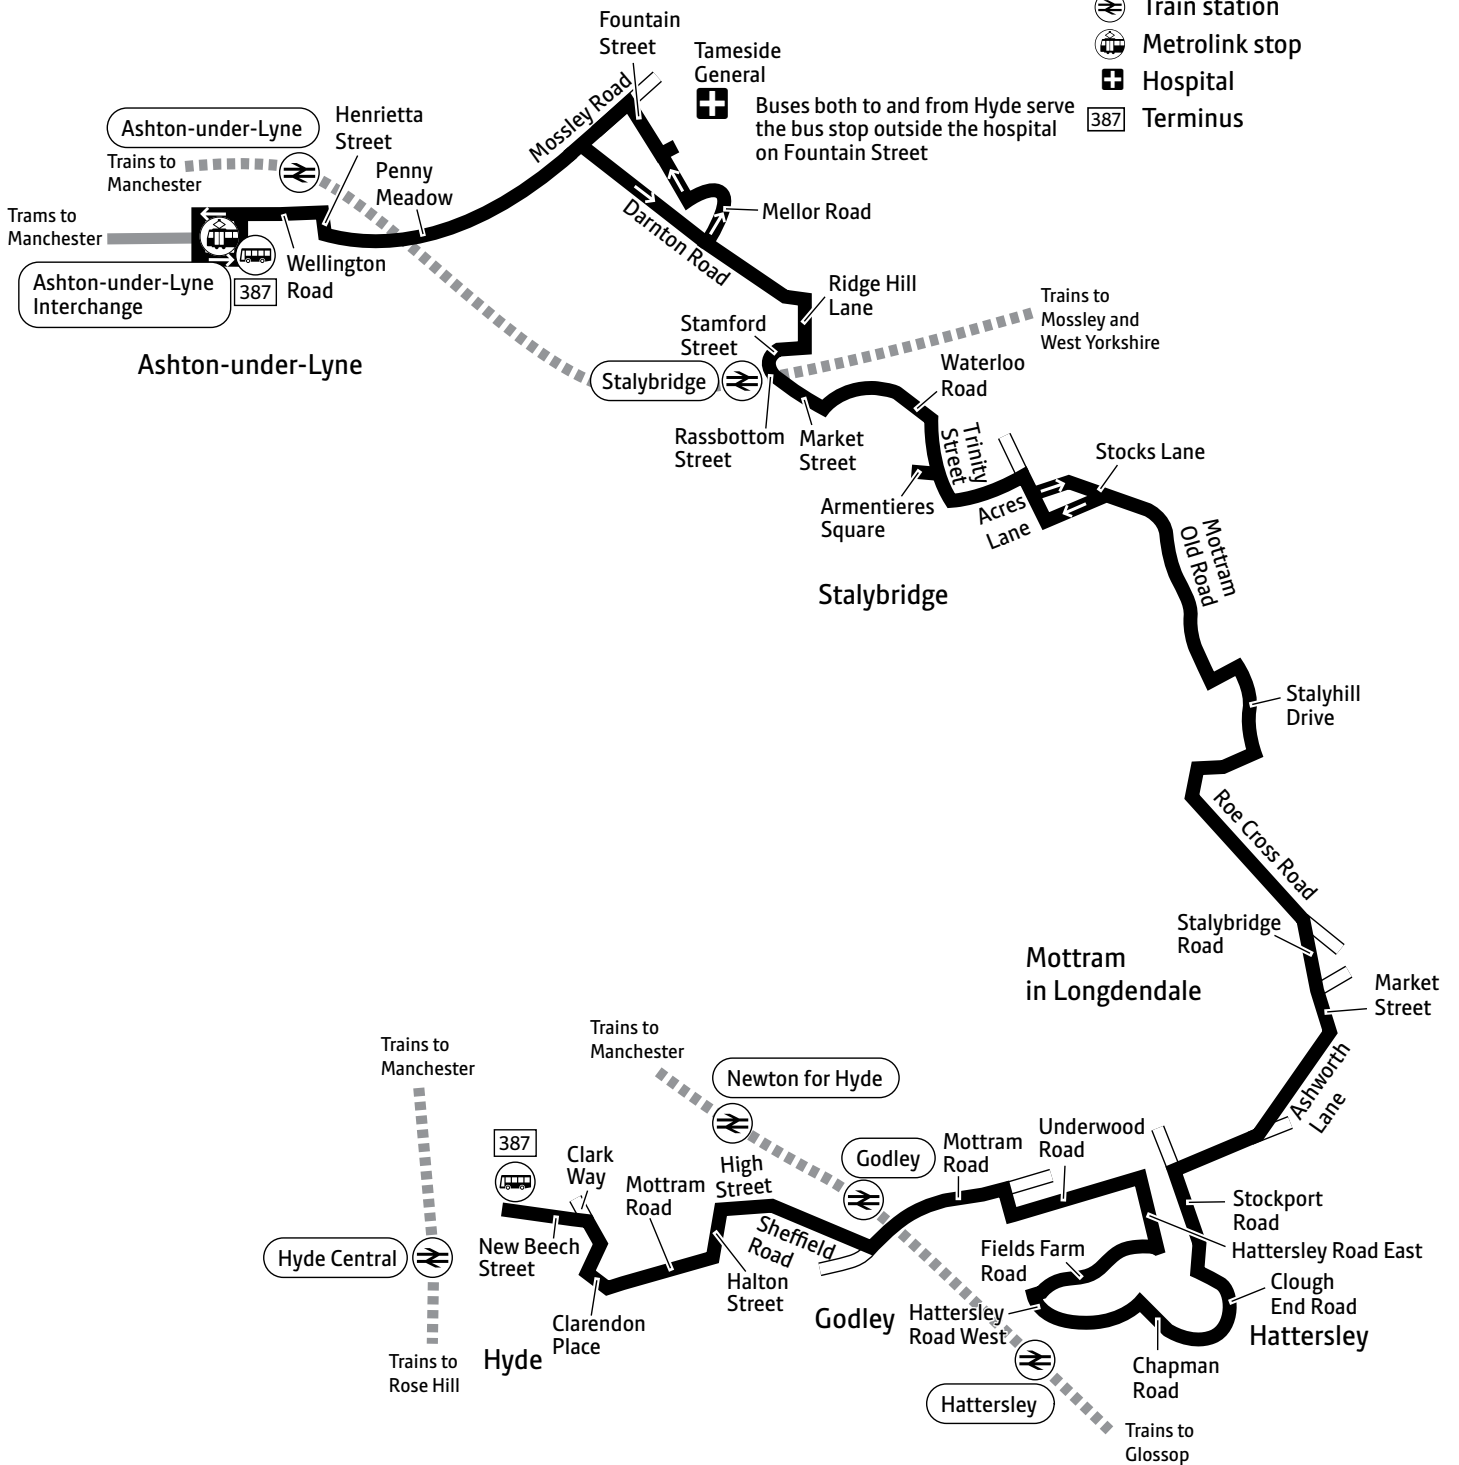 Train station
Metrolink stop
Hospital
387
Terminus
Fountain
Street
Tameside
General
Buses both to and from Hyde serve
the bus stop outside the hospital
on Fountain Street
Mossley Road
Ashton-under-Lyne
Henrietta
Street
Trains to
Manchester
Penny
Meadow
Trams to
Manchester
Mellor Road
Darnton Road
Wellington
Road
Ashton-under-Lyne
Interchange
387
Ashton-under-Lyne
Ridge Hill
Lane
Trains to
Mossley and
West Yorkshire
Stamford
Street
Stalybridge
Waterloo
Road
Rassbottom
Street
Market
Street
Trinity
Street
Stocks Lane
Armentieres
Square
Acres
Lane
Mottram
Old Road
Stalybridge
Stalyhill
Drive
Roe Cross Road
Stalybridge
Road
Mottram
in Longdendale
Market
Street
Ashworth
Lane
Trains to
Manchester
Trains to
Manchester
Newton for Hyde
387
Clark
Way
High
Street
Godley
Mottram
Road
Underwood
Road
Mottram
Road
Stockport
Road
Hyde Central
New Beech
Street
Sheffield
Road
Fields Farm
Road
Hattersley Road East
Halton
Street
Clough
End Road
Clarendon
Place
Godley
Hattersley
Road West
Hattersley
Hyde
Trains to
Rose Hill
Chapman
Road
Hattersley
Trains to
Glossop